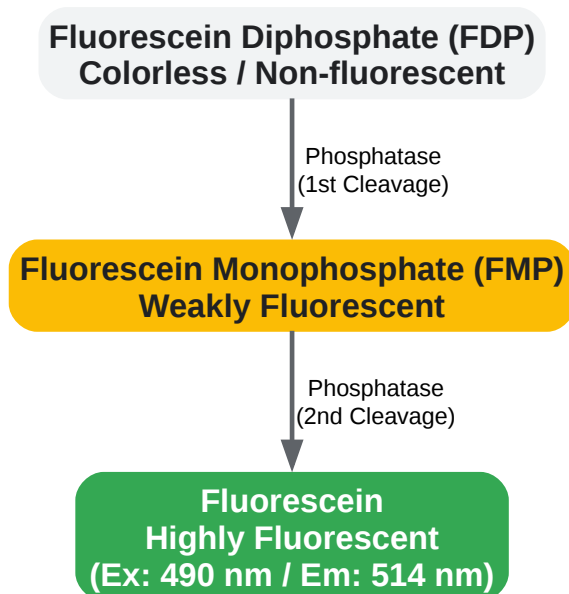 Fluorescein Diphosphate (FDP)
Colorless / Non-fluorescent
Phosphatase
(1st Cleavage)
Fluorescein Monophosphate (FMP)
Weakly Fluorescent
Phosphatase
(2nd Cleavage)
Fluorescein
Highly Fluorescent
(Ex: 490 nm / Em: 514 nm)